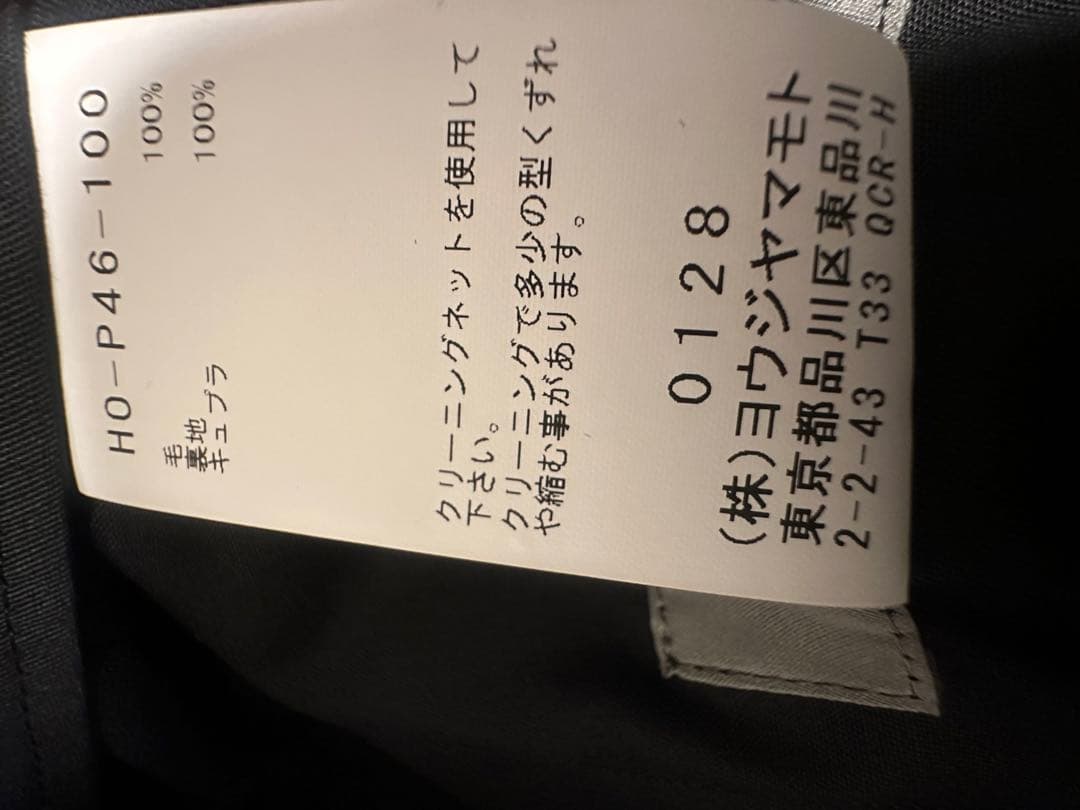 HO-P46-100
毛 100%
裏地
キュプラ 100%
クリーニングネットを使用して
下さい。
クリーニングで多少の型くずれ
や縮む事があります。
0128
(株)ヨウジヤマモト
東京都品川区東品川
2-2-43 T33 QCR-H